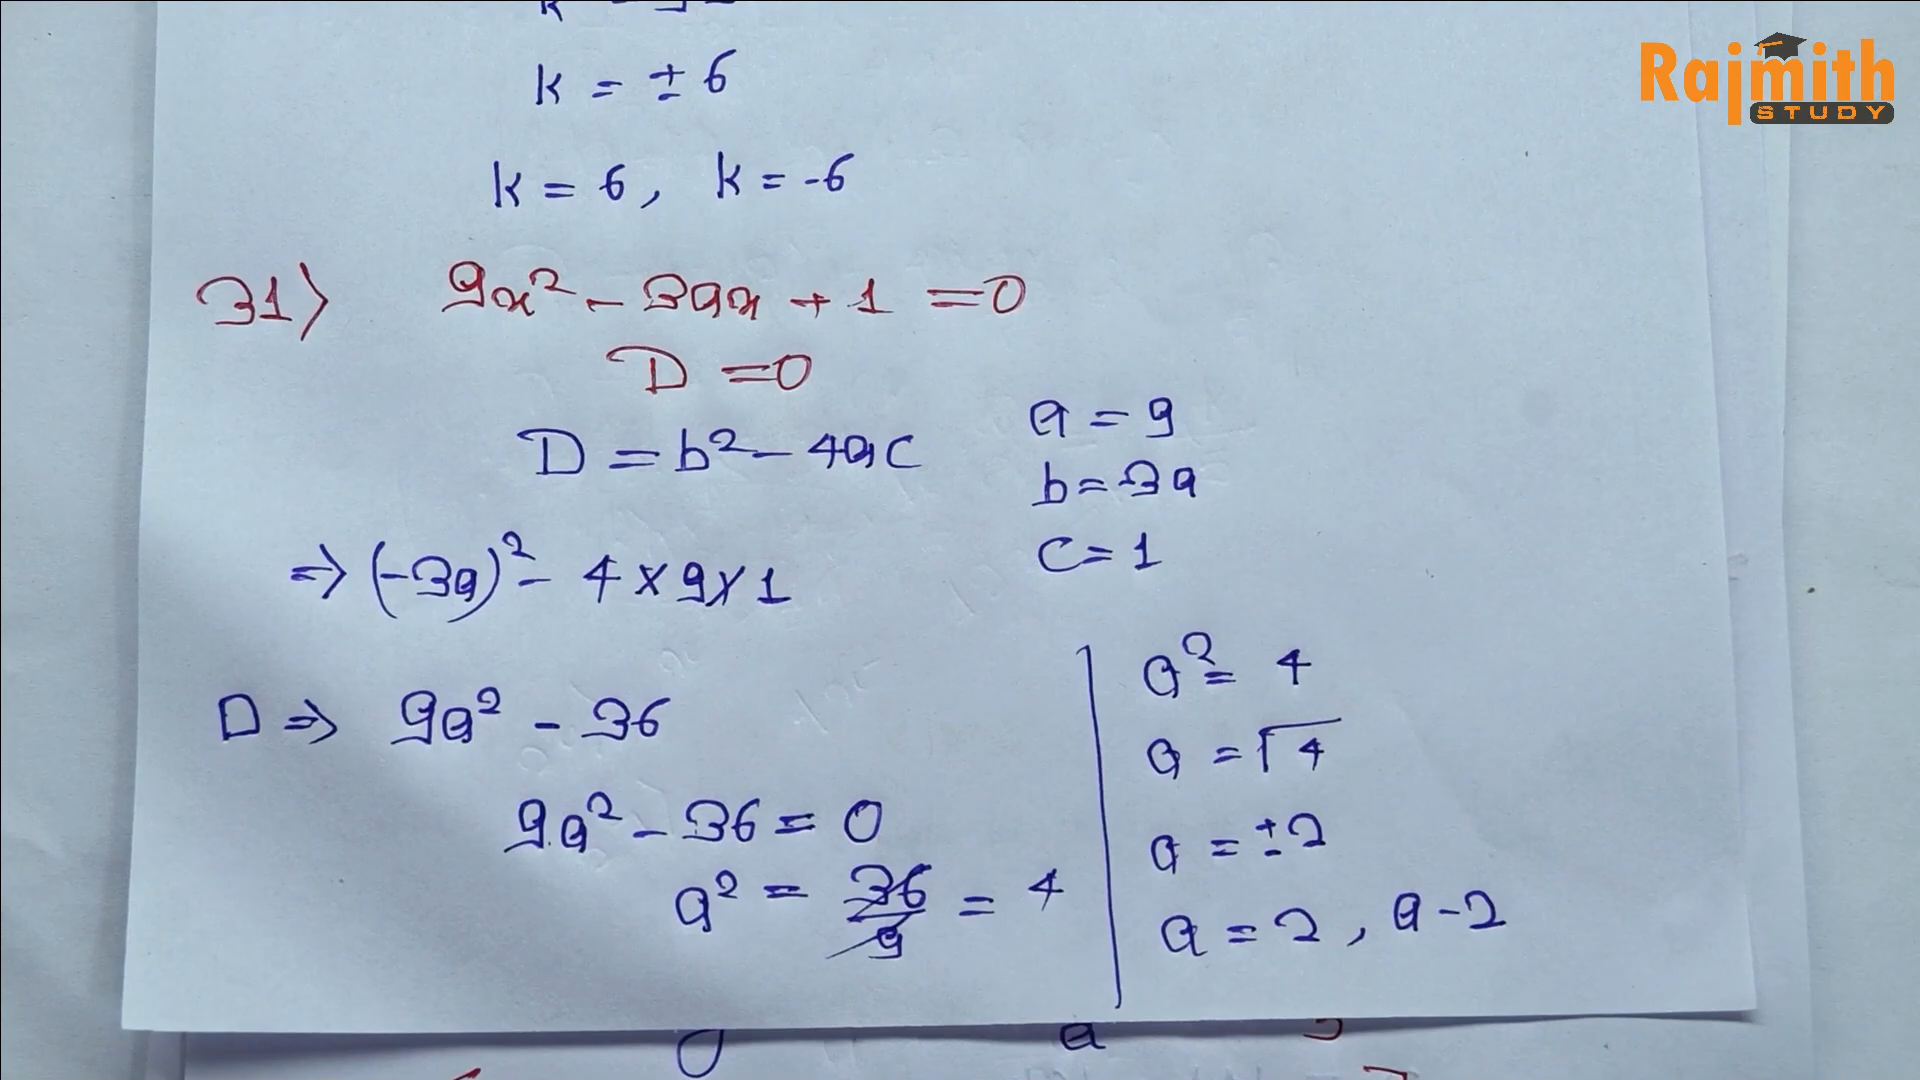 Rajmith
STUDY
k = ± 6
k = 6, k = -6
31) 9x² - 3ax + 1 = 0
D = 0
D = b² - 4ac
a = 9
b = 3a
c = 1
⇒ (-3a)² - 4 × 9 × 1
D ⇒ 9a² - 36
9a² - 36 = 0
a² = 36/9 = 4
a² = 4
a = √4
a = ± 2
a = 2, a - 2